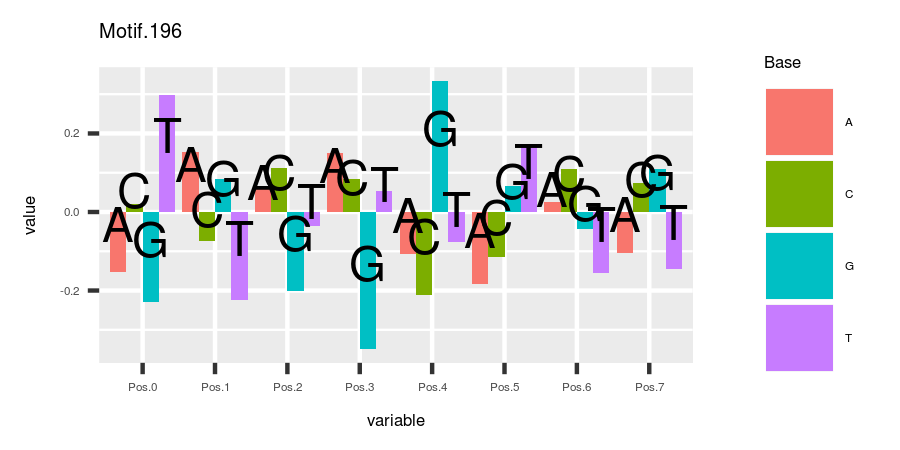 Motif.196
Base
value
0.2
0.0
-0.2
A C G T A C G T A C G T A C G T A C G T A C G T A C G T A C G T
A
C
G
T
Pos.0 Pos.1 Pos.2 Pos.3 Pos.4 Pos.5 Pos.6 Pos.7
variable